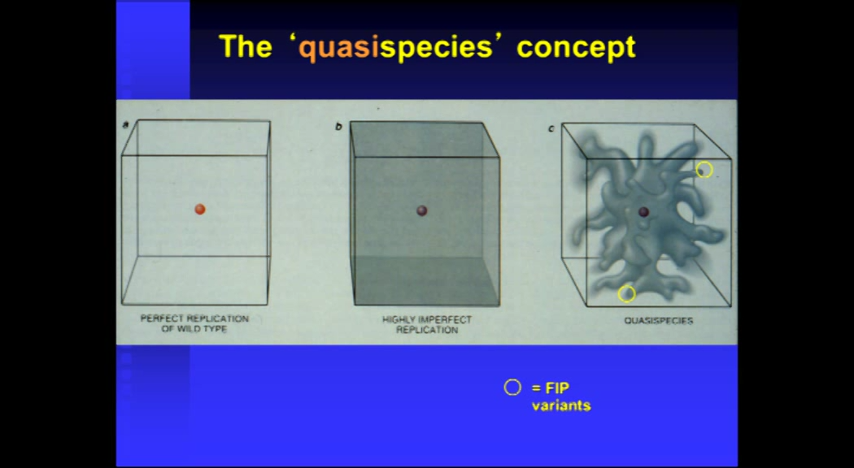 The ‘quasispecies’ concept
a
b
c
PERFECT REPLICATION
OF WILD TYPE
HIGHLY IMPERFECT
REPLICATION
QUASISPECIES
= FIP
variants